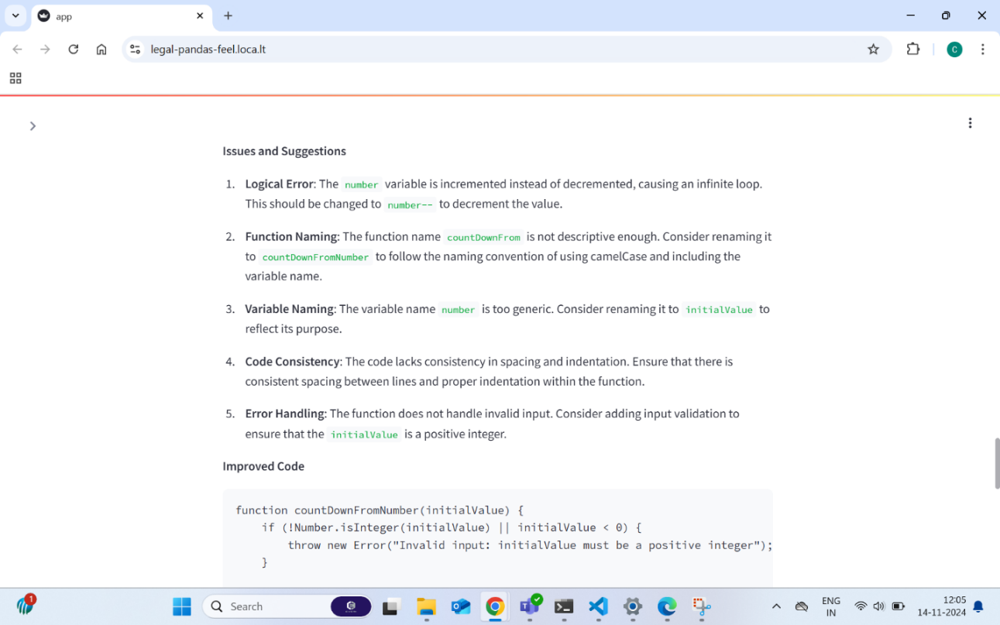 app
legal-pandas-feel.loca.lt
C
Issues and Suggestions
1. Logical Error: The number variable is incremented instead of decremented, causing an infinite loop.
This should be changed to number-- to decrement the value.
2. Function Naming: The function name countDownFrom is not descriptive enough. Consider renaming it
to countDownFromNumber to follow the naming convention of using camelCase and including the
variable name.
3. Variable Naming: The variable name number is too generic. Consider renaming it to initialValue to
reflect its purpose.
4. Code Consistency: The code lacks consistency in spacing and indentation. Ensure that there is
consistent spacing between lines and proper indentation within the function.
5. Error Handling: The function does not handle invalid input. Consider adding input validation to
ensure that the initialValue is a positive integer.
Improved Code
function countDownFromNumber(initialValue) {
if (!Number.isInteger(initialValue) || initialValue < 0) {
throw new Error("Invalid input: initialValue must be a positive integer");
}
1
Search
ENG
IN
12:05
14-11-2024